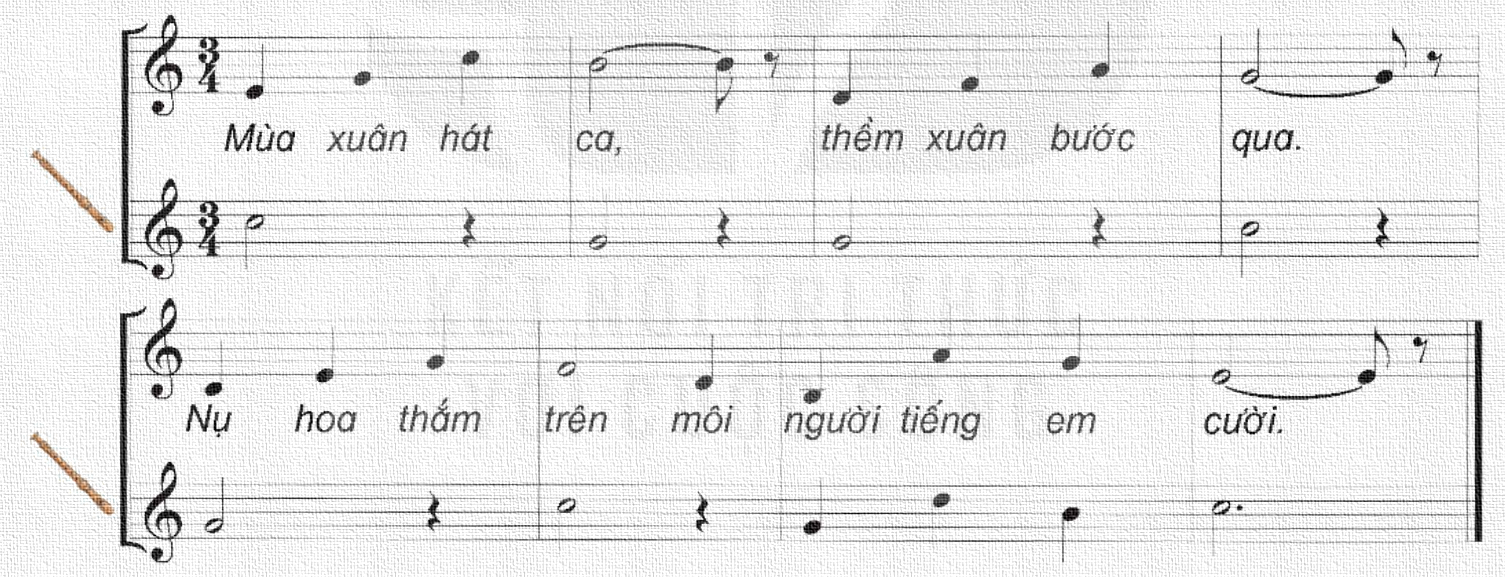 Mùa xuân hát ca, thềm xuân bước qua.
Nụ hoa thắm trên môi người tiếng em cười.